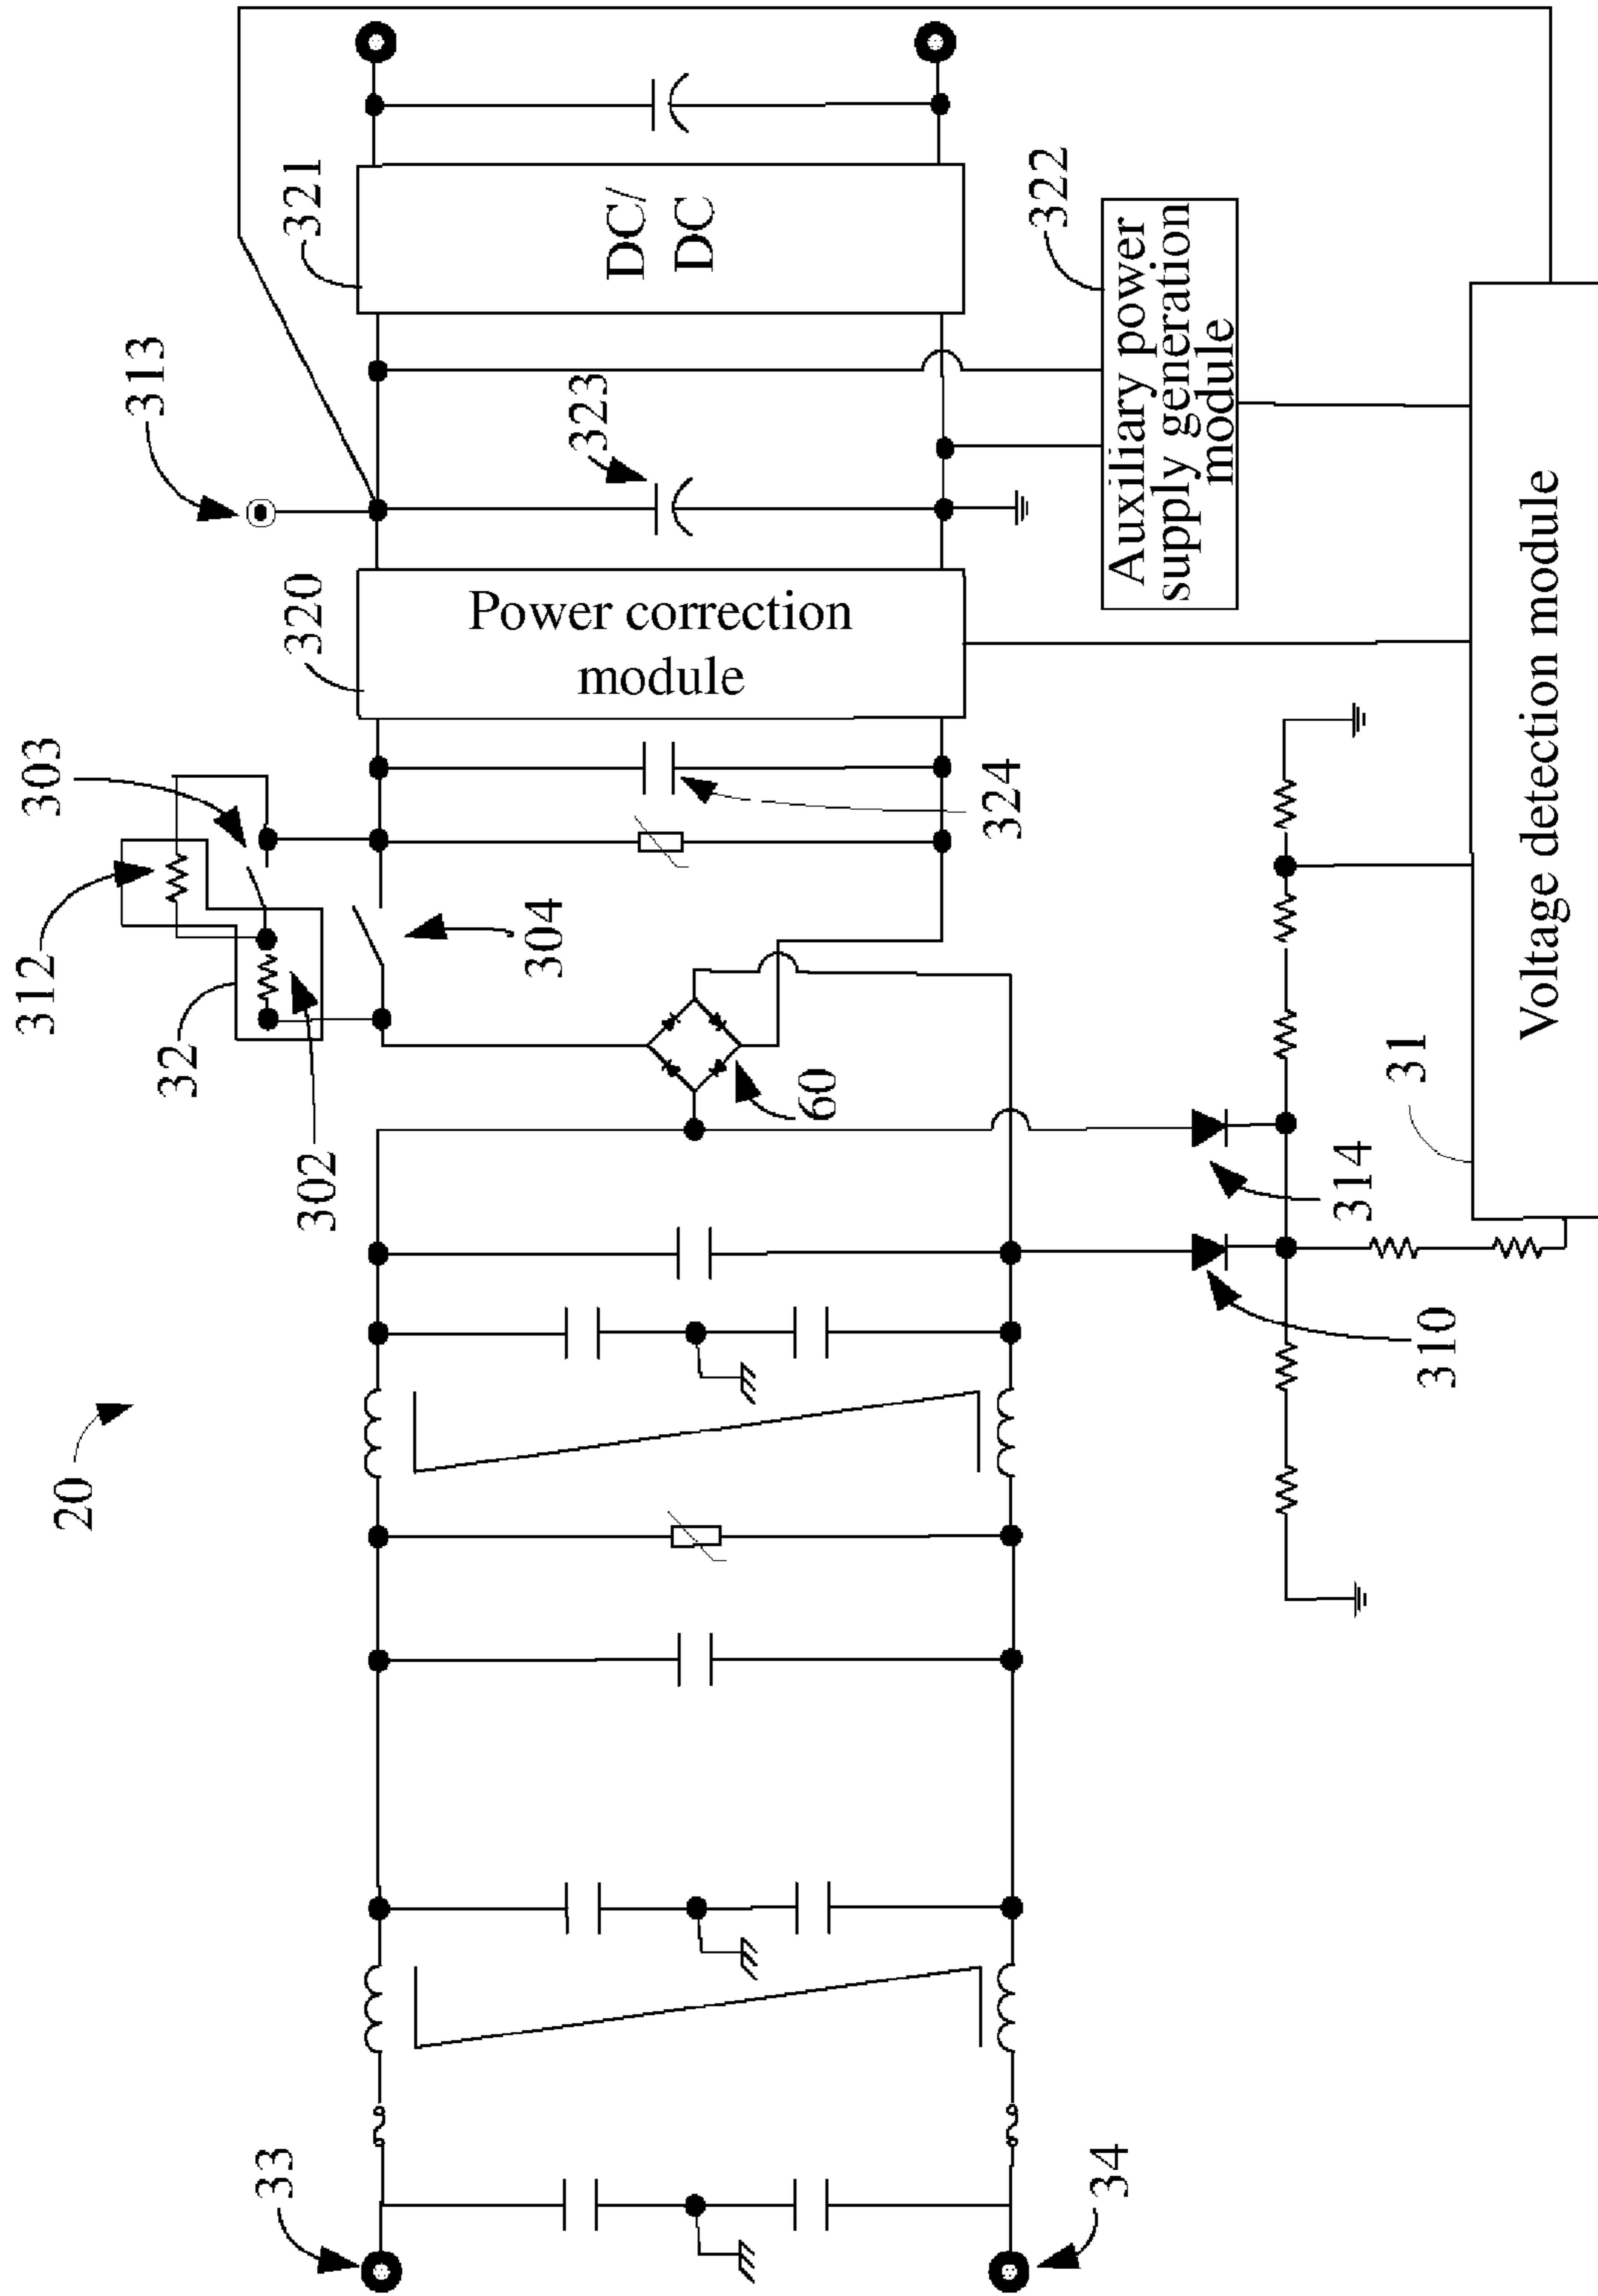 20
33
34
32
312
302
303
304
60
324
320
Power correction
module
313
323
321
DC/
DC
322
Auxiliary power
supply generation
module
314
310
31
Voltage detection module